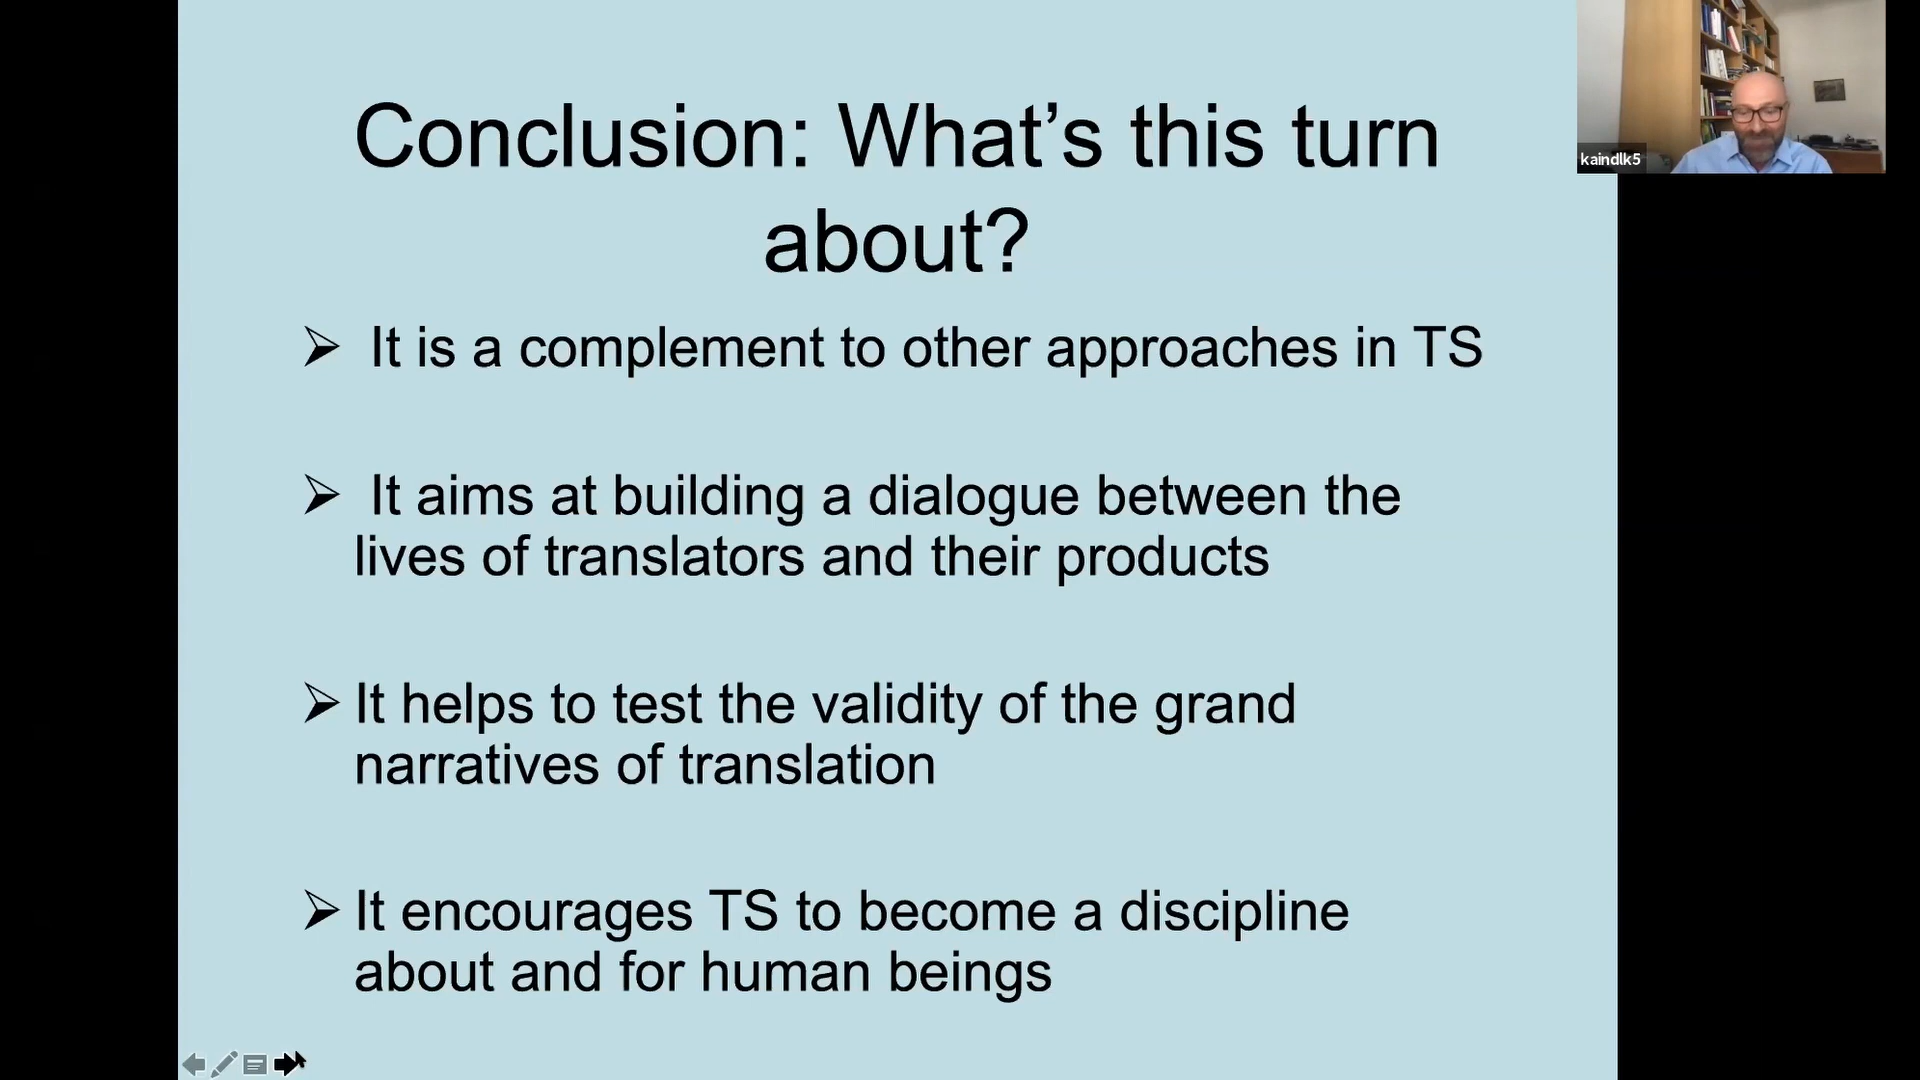 Conclusion: What’s this turn
about?
kaindlk5
➢ It is a complement to other approaches in TS
➢ It aims at building a dialogue between the
lives of translators and their products
➢ It helps to test the validity of the grand
narratives of translation
➢ It encourages TS to become a discipline
about and for human beings